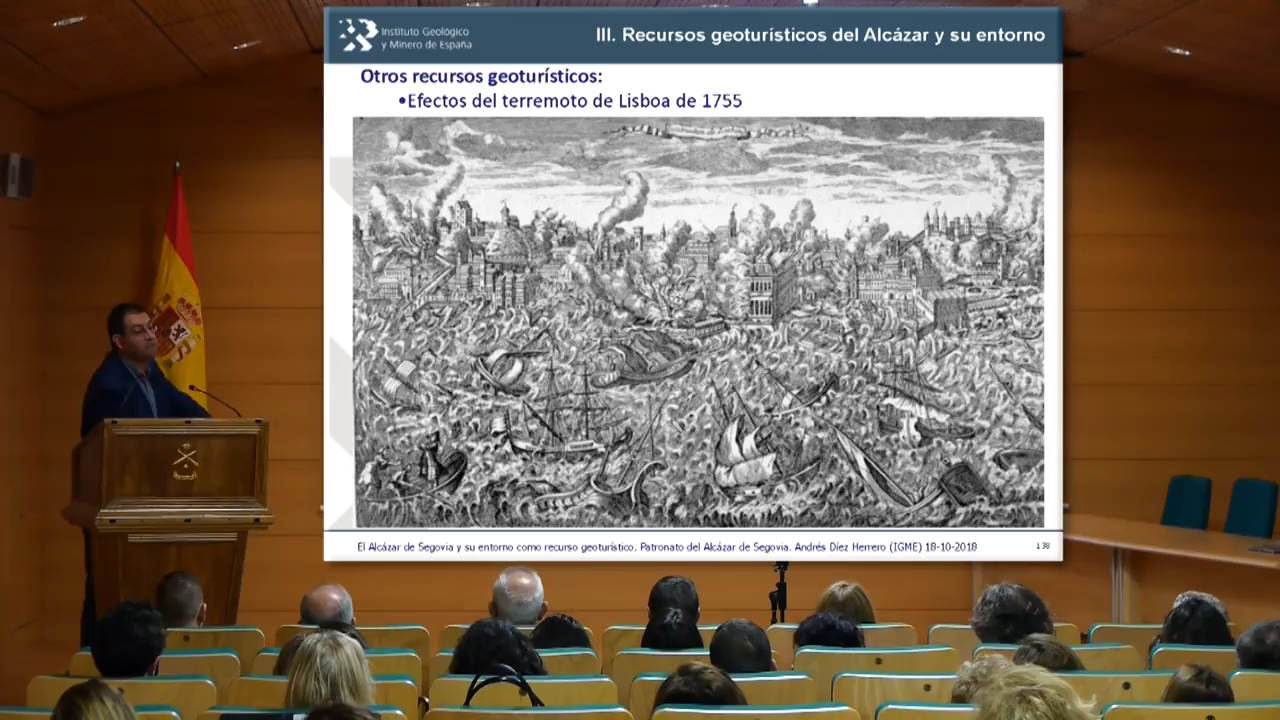 Instituto Geológico
y Minero de España
III. Recursos geoturísticos del Alcázar y su entorno
Otros recursos geoturísticos:
•Efectos del terremoto de Lisboa de 1755
El Alcázar de Segovia y su entorno como recurso geoturístico. Patronato del Alcázar de Segovia. Andrés Díez Herrero (IGME) 18-10-2018